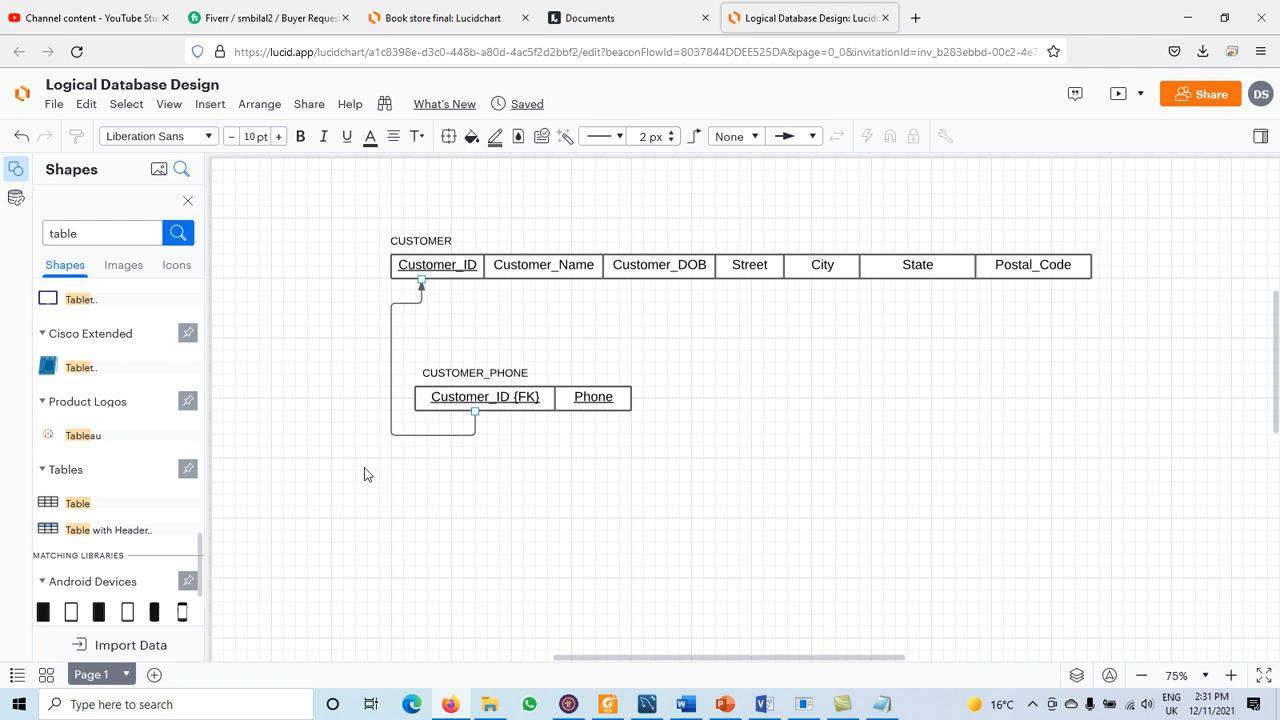 Channel content - YouTube Stu
Fiverr / smbilal2 / Buyer Reques
Book store final: Lucidchart
Documents
Logical Database Design: Lucid
https://lucid.app/lucidchart/a1c8398e-d3c0-448b-a80d-4ac5f2d2bbf2/edit?beaconFlowId=8037844DDEE525DA&page=0_0&invitationId=inv_b283ebbd-00c2-4e7
Logical Database Design
File Edit Select View Insert Arrange Share Help What's New Saved
Share
DS
Liberation Sans
10 pt
B I U A T
2 px
None
Shapes
table
Shapes Images Icons
Tablet..
Cisco Extended
Tablet..
Product Logos
Tableau
Tables
Table
Table with Header..
MATCHING LIBRARIES
Android Devices
Import Data
CUSTOMER
Customer_ID Customer_Name Customer_DOB Street City State Postal_Code
CUSTOMER_PHONE
Customer_ID {FK} Phone
Page 1
75%
Type here to search
16°C
ENG
UK
2:31 PM
12/11/2021